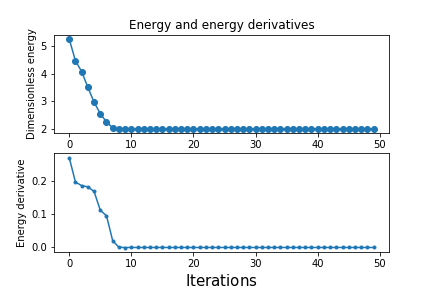 Energy and energy derivatives
Dimensionless energy
5
4
3
2
0 10 20 30 40 50
Energy derivative
0.2
0.1
0.0
0 10 20 30 40 50
Iterations